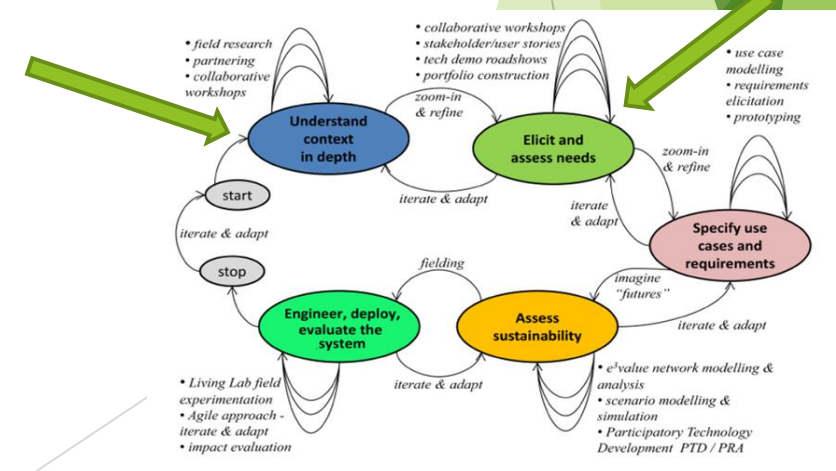 • field research
• partnering
• collaborative
workshops
• collaborative workshops
• stakeholder/user stories
• tech demo roadshows
• portfolio construction
• use case
modelling
• requirements
elicitation
• prototyping
zoom-in
& refine
Understand
context
in depth
Elicit and
assess needs
zoom-in
& refine
start
iterate & adapt
iterate
& adapt
iterate & adapt
Specify use
cases and
requirements
stop
fielding
imagine
"futures"
Engineer, deploy,
evaluate the
system
Assess
sustainability
iterate & adapt
iterate & adapt
• Living Lab field
experimentation
• Agile approach -
iterate & adapt
• impact evaluation
• e³value network modelling &
analysis
• scenario modelling &
simulation
• Participatory Technology
Development PTD / PRA